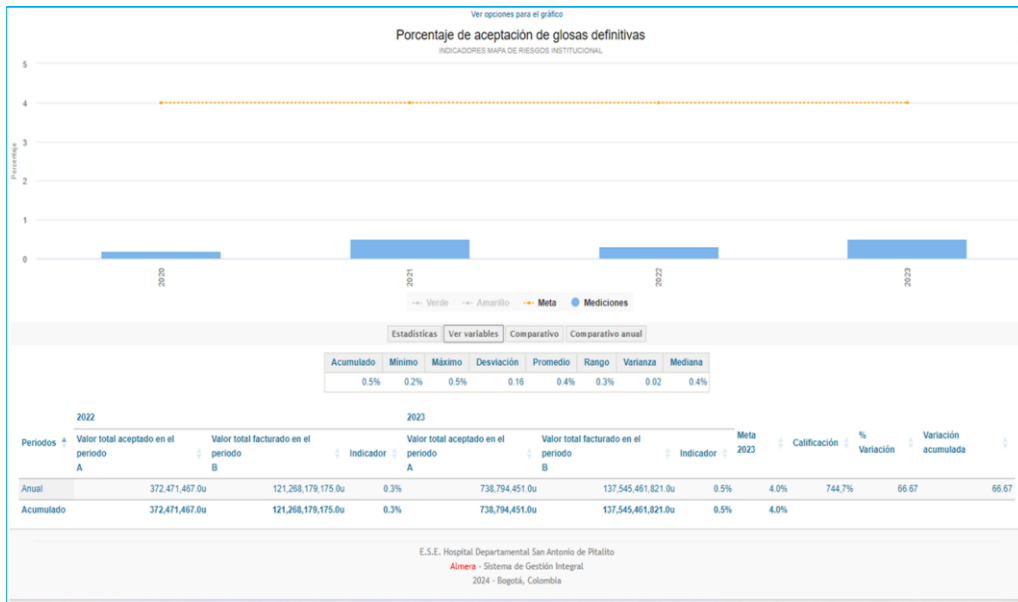 Ver opciones para el gráfico
Porcentaje de aceptación de glosas definitivas
INDICADORES MAPA DE RIESGOS INSTITUCIONAL
5
4
3
2
1
0
Porcentaje
2020 2021 2022 2023
Verde Amarillo Meta Mediciones
Estadísticas Ver variables Comparativo Comparativo anual
Acumulado Mínimo Máximo Desviación Promedio Rango Varianza Mediana
0.5% 0.2% 0.5% 0.16 0.4% 0.3% 0.02 0.4%
2022 2023
Periodos Valor total aceptado en el periodo A Valor total facturado en el periodo B Indicador Valor total aceptado en el periodo A Valor total facturado en el periodo B Indicador Meta 2023 Calificación % Variación Variación acumulada
Anual 372,471,467.0u 121,268,179,175.0u 0.3% 738,794,451.0u 137,545,461,821.0u 0.5% 4.0% 744,7% 66.67 66.67
Acumulado 372,471,467.0u 121,268,179,175.0u 0.3% 738,794,451.0u 137,545,461,821.0u 0.5% 4.0%
E.S.E. Hospital Departamental San Antonio de Pitalito
Almera - Sistema de Gestión Integral
2024 - Bogotá, Colombia